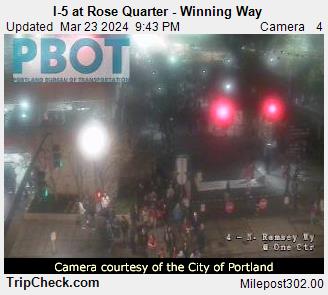 I-5 at Rose Quarter - Winning Way
Updated Mar 23 2024 9:43 PM Camera 4
PBOT
PORTLAND BUREAU OF TRANSPORTATION
4 - N. Ramsey Wy
@ One Ctr
Camera courtesy of the City of Portland
TripCheck.com Milepost302.00